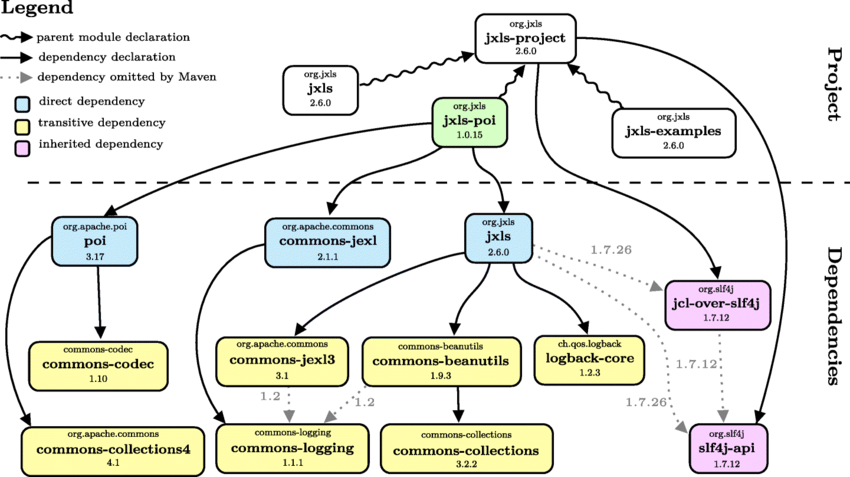 Legend
parent module declaration
dependency declaration
dependency omitted by Maven
direct dependency
transitive dependency
inherited dependency
org.jxls
jxls-project
2.6.0
org.jxls
jxls
2.6.0
org.jxls
jxls-poi
1.0.15
org.jxls
jxls-examples
2.6.0
Project
Dependencies
org.apache.poi
poi
3.17
org.apache.commons
commons-jexl
2.1.1
org.jxls
jxls
2.6.0
1.7.26
org.slf4j
jcl-over-slf4j
1.7.12
commons-codec
commons-codec
1.10
org.apache.commons
commons-jexl3
3.1
commons-beanutils
commons-beanutils
1.9.3
ch.qos.logback
logback-core
1.2.3
1.7.12
1.2
1.2
1.7.26
org.apache.commons
commons-collections4
4.1
commons-logging
commons-logging
1.1.1
commons-collections
commons-collections
3.2.2
org.slf4j
slf4j-api
1.7.12